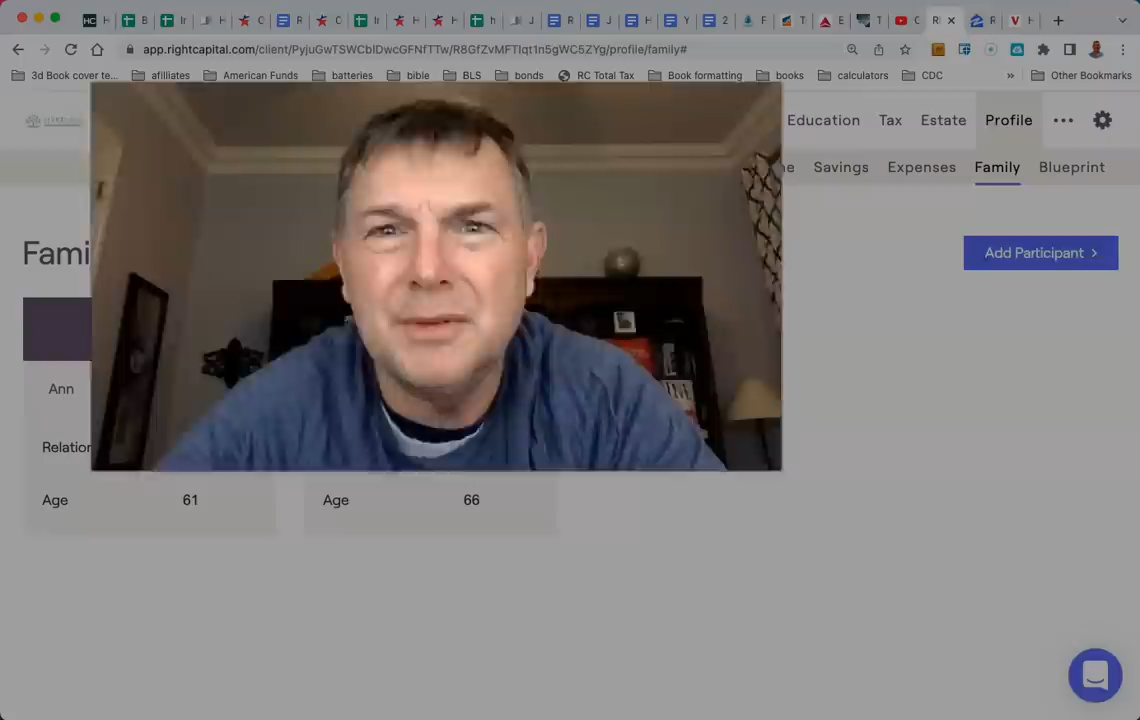 app.rightcapital.com/client/PyjuGwTSWCblDwcGFNfTTw/R8GfZvMFTIqt1n5gWC5ZYg/profile/family#
3d Book cover te... afilliates American Funds batteries bible BLS bonds RC Total Tax Book formatting books calculators CDC » Other Bookmarks
Education Tax Estate Profile
Savings Expenses Family Blueprint
Fami
Add Participant
Ann
Relation
Age 61 Age 66